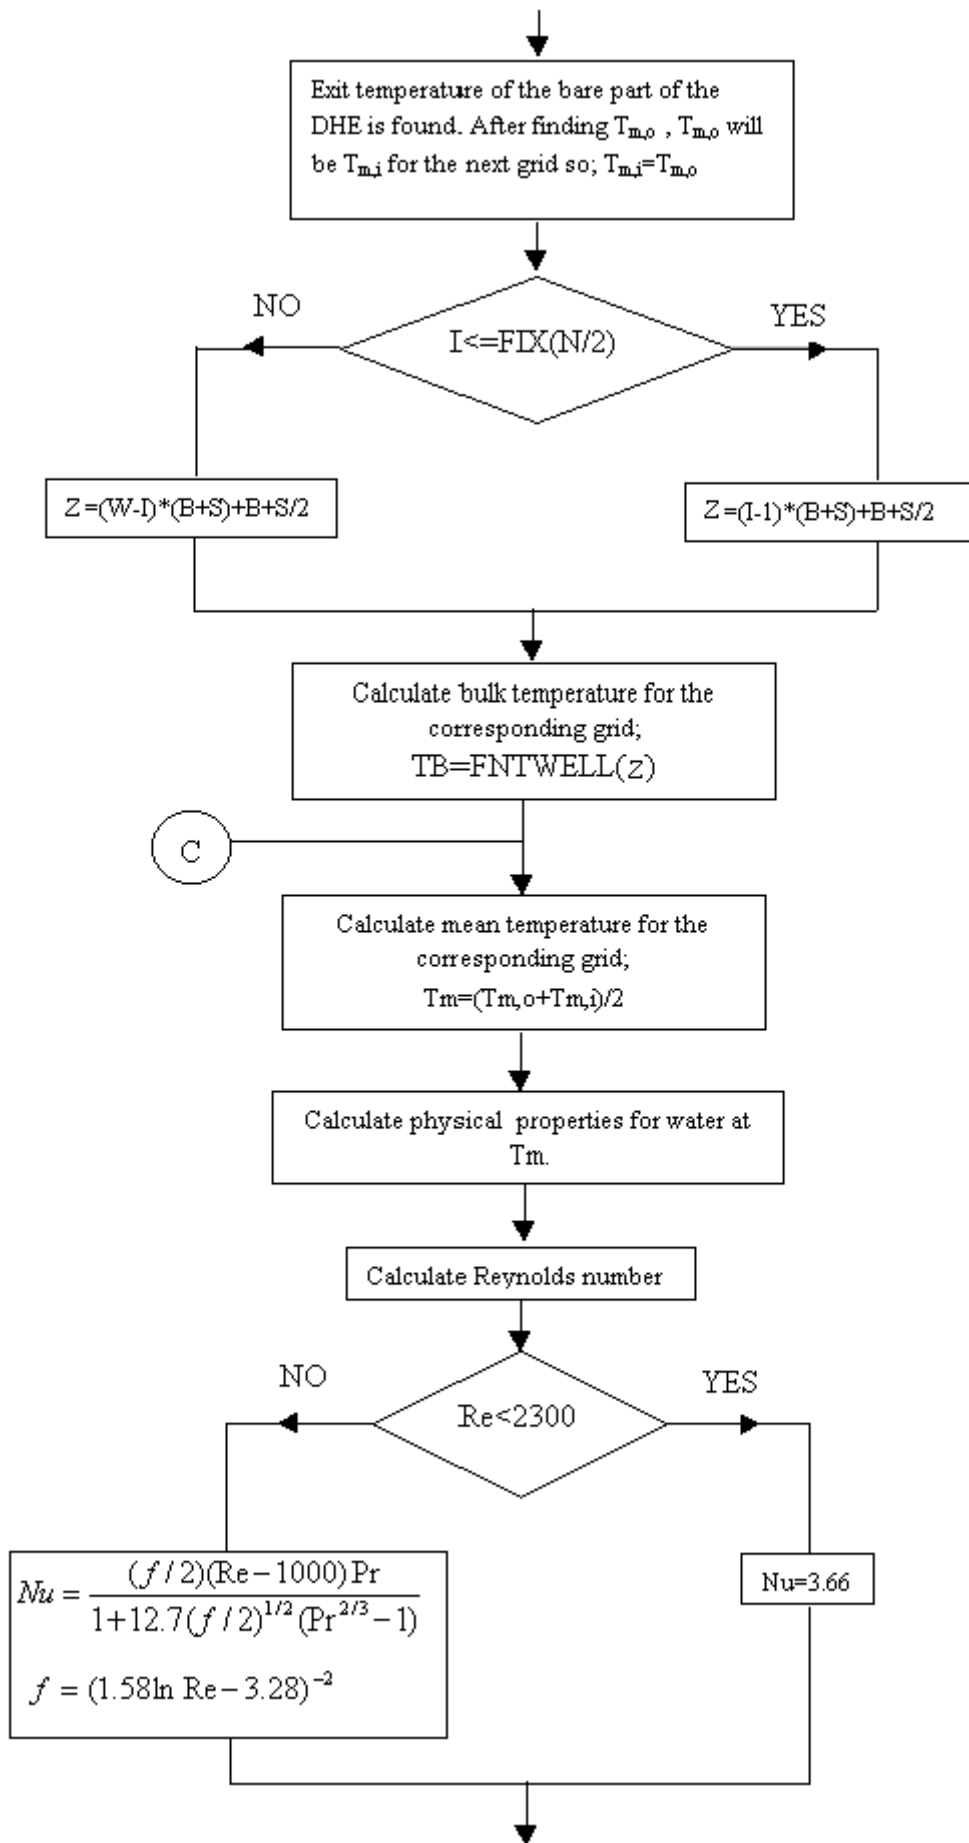 Exit temperature of the bare part of the
DHE is found. After finding Tm,o , Tm,o will
be Tm,i for the next grid so; Tm,i=Tm,o
NO
YES
I<=FIX(N/2)
Z=(W-I)*(B+S)+B+S/2
Z=(I-1)*(B+S)+B+S/2
Calculate bulk temperature for the
corresponding grid;
TB=FNTWELL(z)
C
Calculate mean temperature for the
corresponding grid;
Tm=(Tm,o+Tm,i)/2
Calculate physical properties for water at
Tm.
Calculate Reynolds number
NO
YES
Re<2300
Nu = (f/2)(Re-1000)Pr / 1+12.7(f/2)^1/2 (Pr^2/3-1)
f = (1.58ln Re-3.28)^-2
Nu=3.66